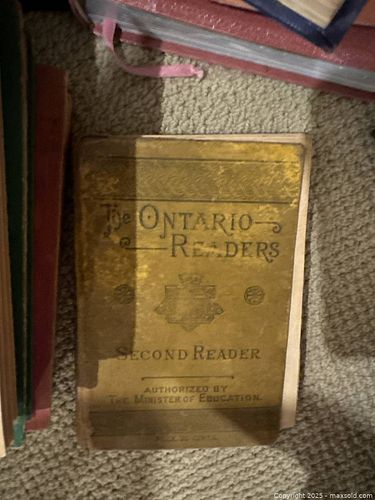 The ONTARIO
READERS
SECOND READER
AUTHORIZED BY
THE MINISTER OF EDUCATION.
Copyright 2025 - maxsold.com